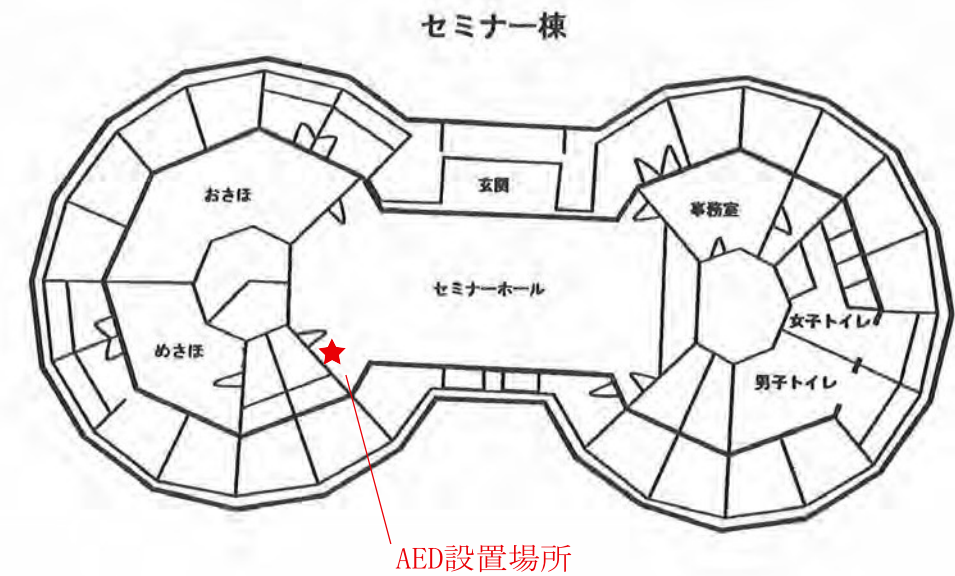 セミナー棟
玄関
おさほ
事務室
セミナーホール
女子トイレ
めさほ
男子トイレ
AED設置場所